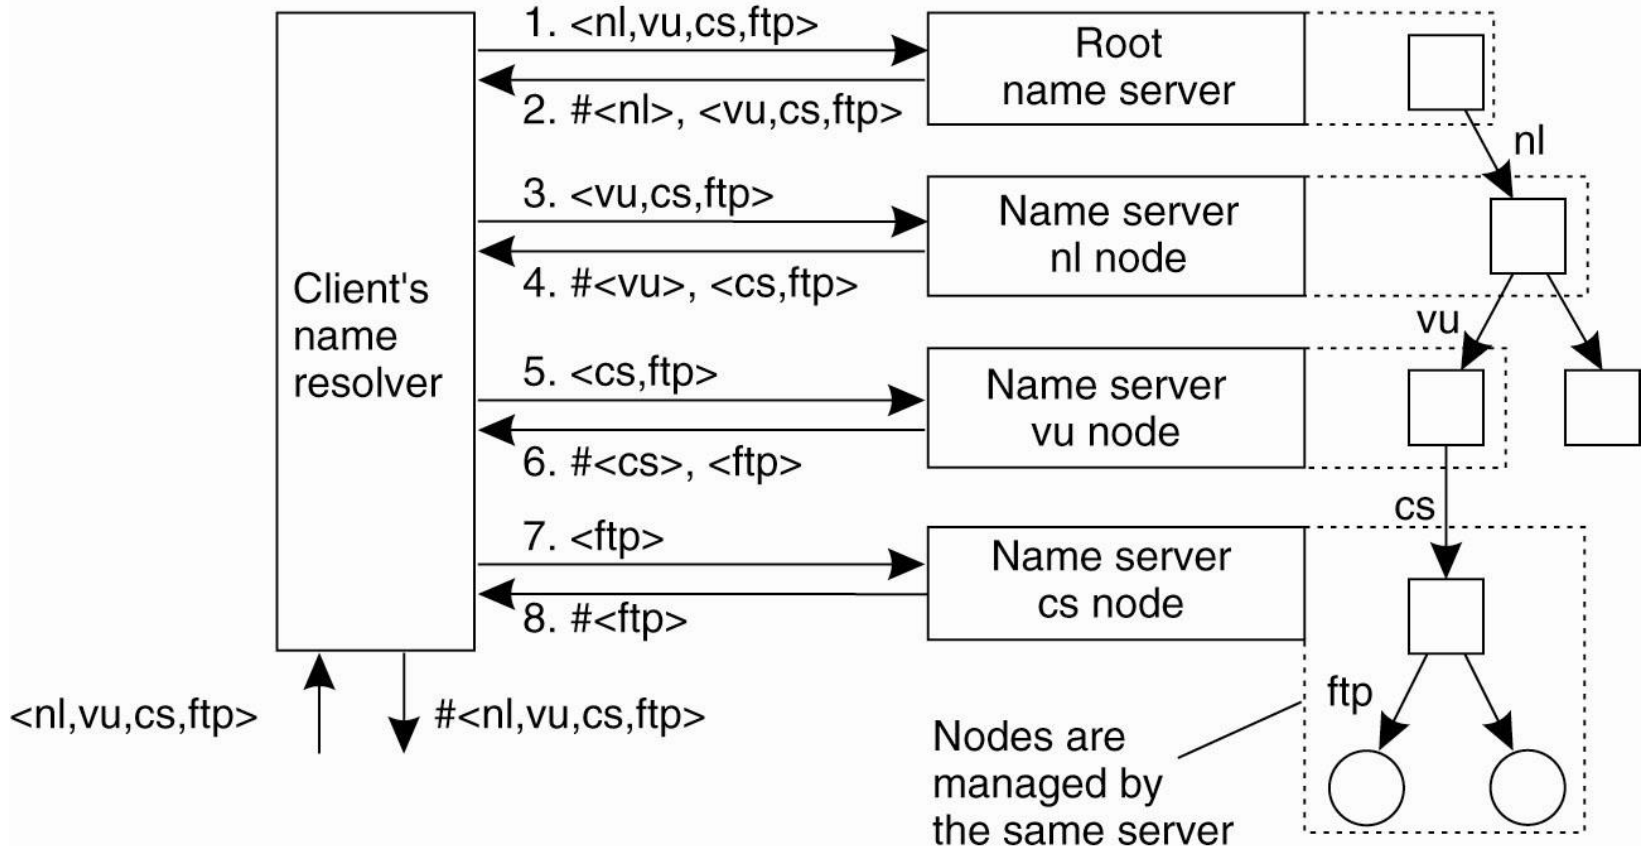 1. <nl,vu,cs,ftp>
2. #<nl>, <vu,cs,ftp>
Root
name server
nl
3. <vu,cs,ftp>
4. #<vu>, <cs,ftp>
Name server
nl node
vu
Client's
name
resolver
5. <cs,ftp>
6. #<cs>, <ftp>
Name server
vu node
cs
7. <ftp>
8. #<ftp>
Name server
cs node
ftp
<nl,vu,cs,ftp>
#<nl,vu,cs,ftp>
Nodes are
managed by
the same server